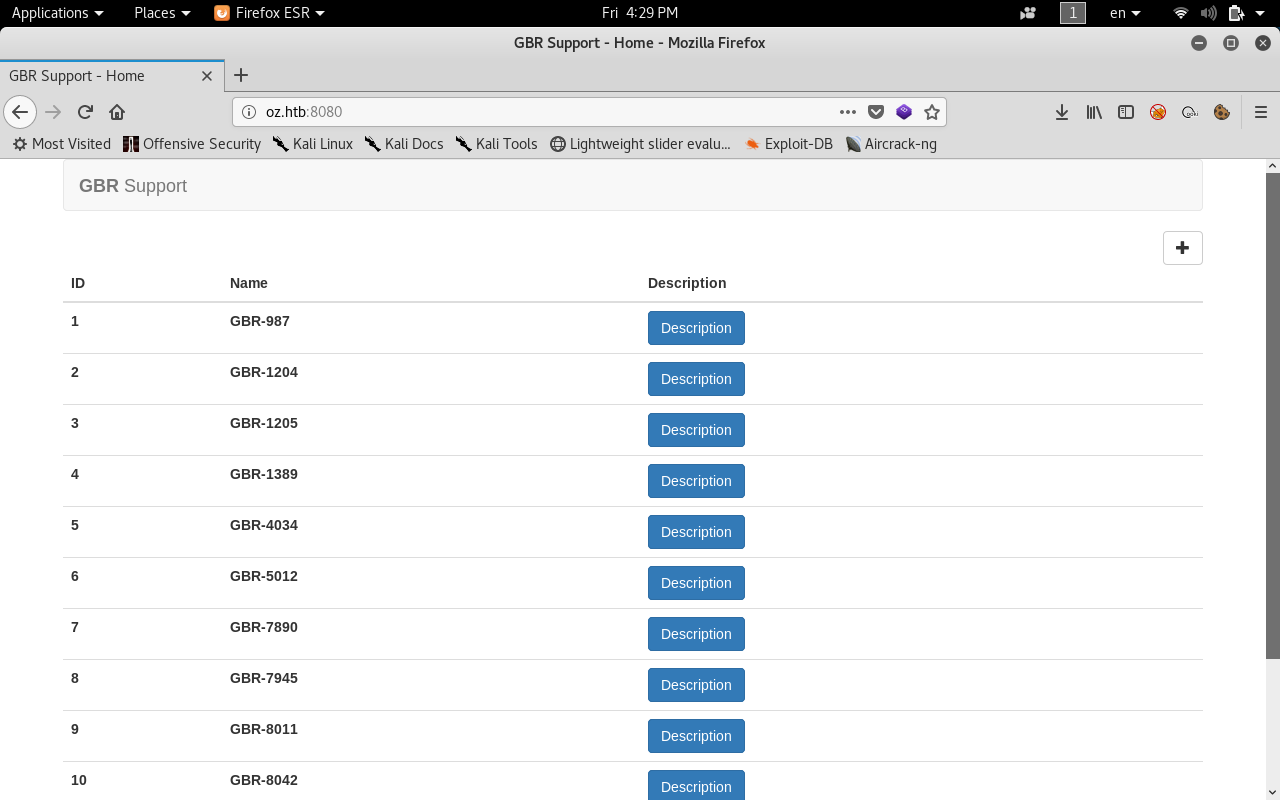 Applications Places Firefox ESR Fri 4:29 PM 1 en
GBR Support - Home - Mozilla Firefox
GBR Support - Home
oz.htb:8080
Most Visited Offensive Security Kali Linux Kali Docs Kali Tools Lightweight slider evalu... Exploit-DB Aircrack-ng
GBR Support
ID Name Description
1 GBR-987 Description
2 GBR-1204 Description
3 GBR-1205 Description
4 GBR-1389 Description
5 GBR-4034 Description
6 GBR-5012 Description
7 GBR-7890 Description
8 GBR-7945 Description
9 GBR-8011 Description
10 GBR-8042 Description